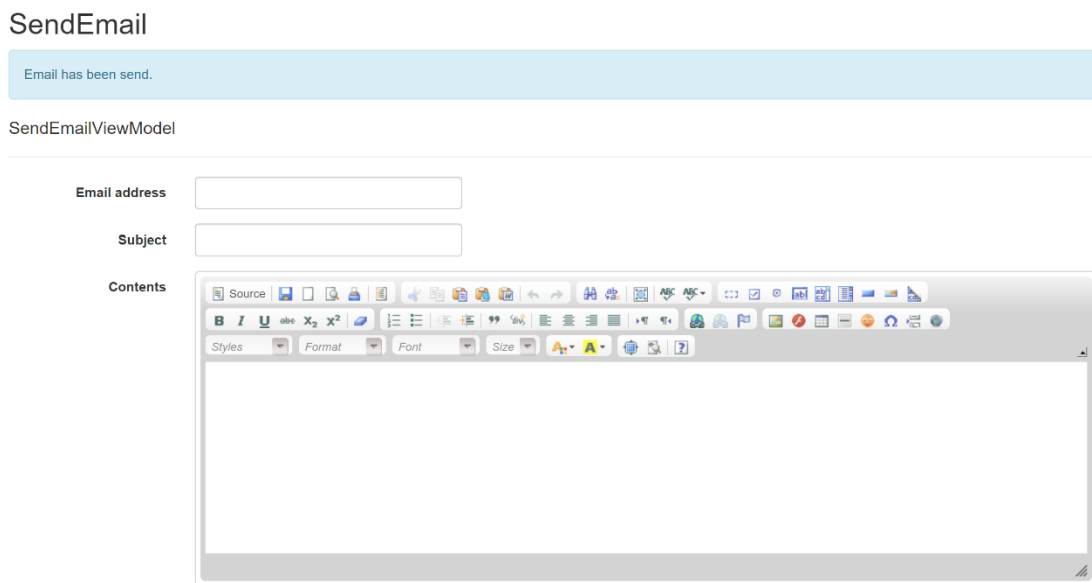 SendEmail
Email has been send.
SendEmailViewModel
Email address
Subject
Contents
Source
B I U abc X₂ X²
Styles Format Font Size A A